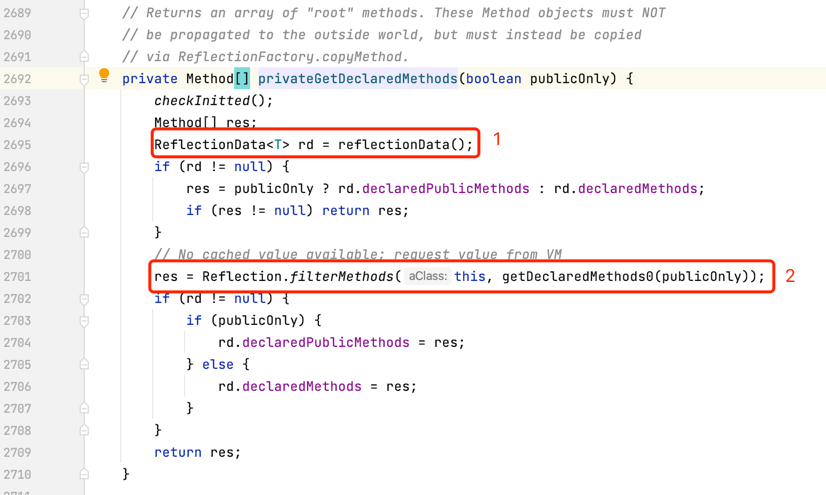 2689 // Returns an array of "root" methods. These Method objects must NOT
2690 // be propagated to the outside world, but must instead be copied
2691 // via ReflectionFactory.copyMethod.
2692 private Method[] privateGetDeclaredMethods(boolean publicOnly) {
2693 checkInitted();
2694 Method[] res;
2695 ReflectionData<T> rd = reflectionData(); 1
2696 if (rd != null) {
2697 res = publicOnly ? rd.declaredPublicMethods : rd.declaredMethods;
2698 if (res != null) return res;
2699 }
2700 // No cached value available; request value from VM
2701 res = Reflection.filterMethods( aClass: this, getDeclaredMethods0(publicOnly)); 2
2702 if (rd != null) {
2703 if (publicOnly) {
2704 rd.declaredPublicMethods = res;
2705 } else {
2706 rd.declaredMethods = res;
2707 }
2708 }
2709 return res;
2710 }
2711